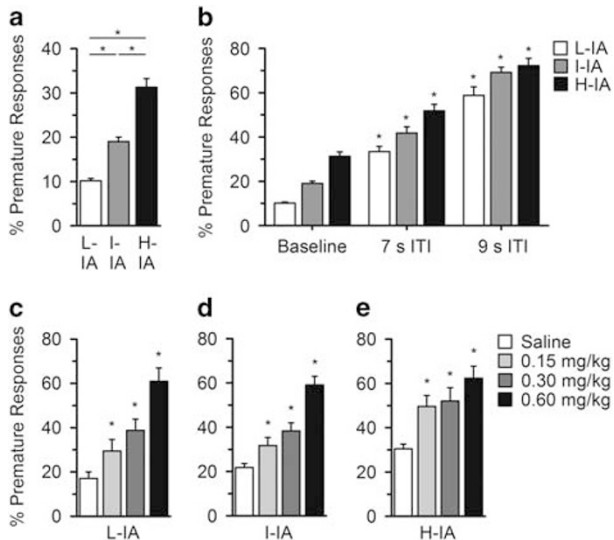 a
% Premature Responses
40
30
20
10
0
*
* *
L-IA
I-IA
H-IA
b
% Premature Responses
80
60
40
20
0
* * *
* * *
Baseline
7 s ITI
9 s ITI
L-IA
I-IA
H-IA
c
% Premature Responses
80
60
40
20
0
* * *
L-IA
d
80
60
40
20
0
* * *
I-IA
e
80
60
40
20
0
* * *
H-IA
Saline
0.15 mg/kg
0.30 mg/kg
0.60 mg/kg